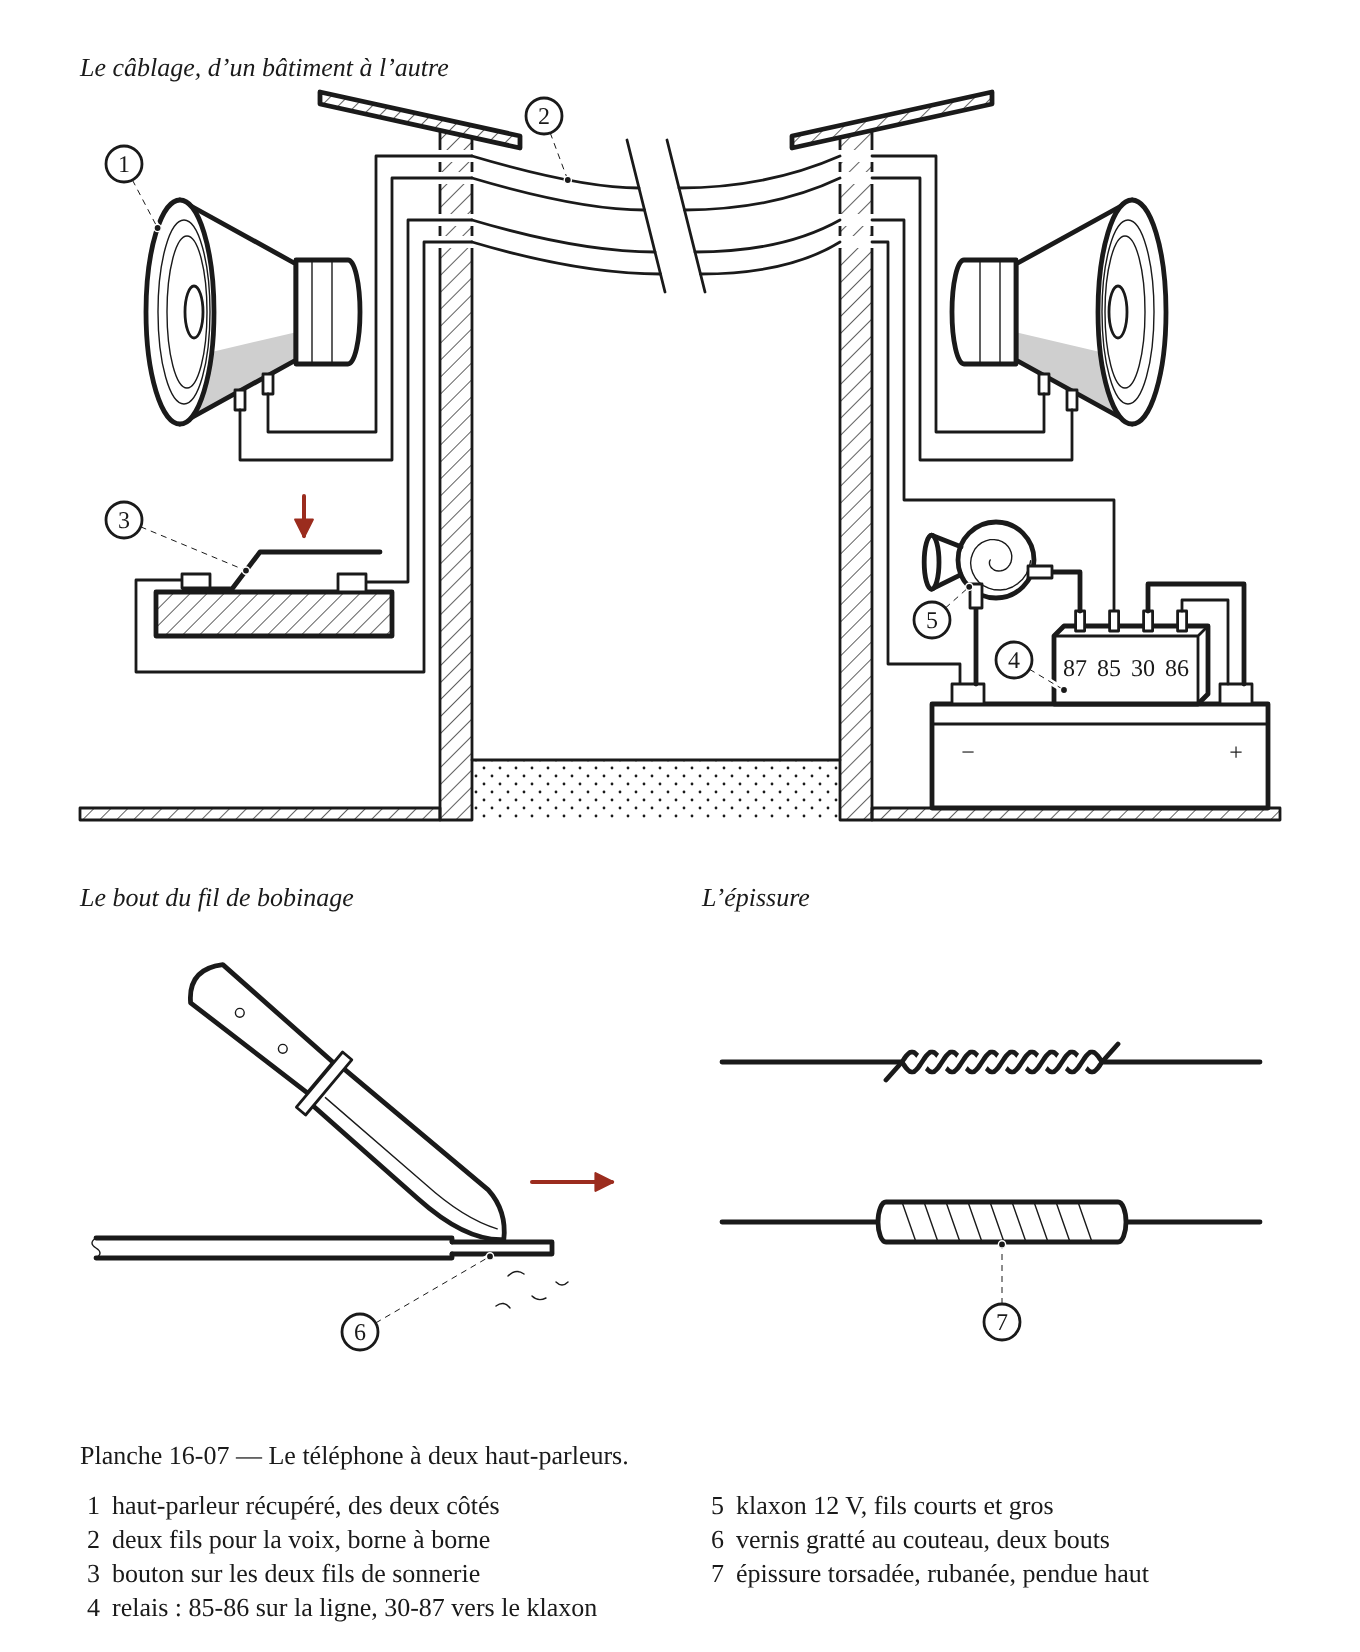 Le câblage, d’un bâtiment à l’autre
2
1
3
5
4
87 85 30 86
− +
Le bout du fil de bobinage
L’épissure
6
7
Planche 16-07 — Le téléphone à deux haut-parleurs.
1 haut-parleur récupéré, des deux côtés
2 deux fils pour la voix, borne à borne
3 bouton sur les deux fils de sonnerie
4 relais : 85-86 sur la ligne, 30-87 vers le klaxon
5 klaxon 12 V, fils courts et gros
6 vernis gratté au couteau, deux bouts
7 épissure torsadée, rubanée, pendue haut